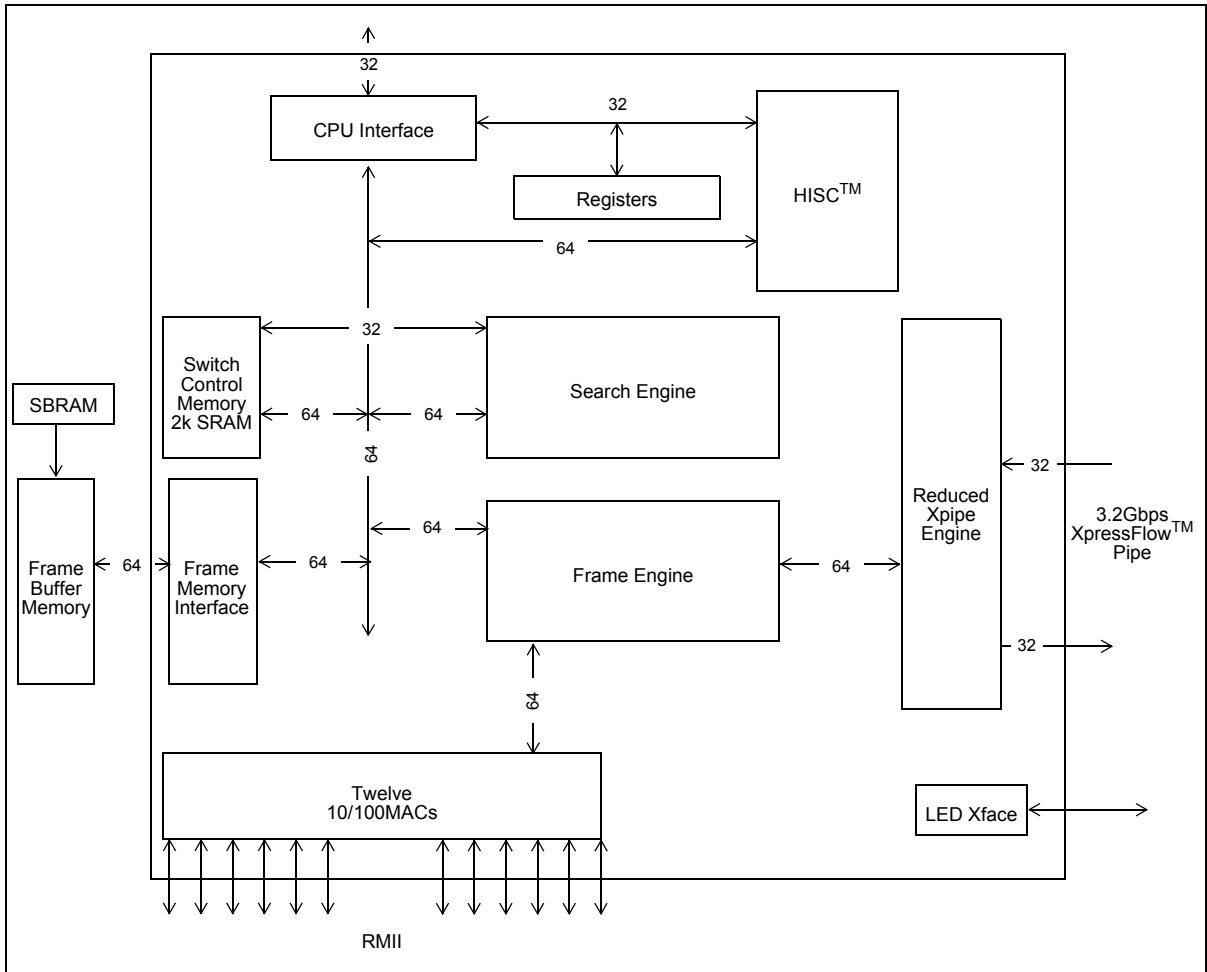 32
CPU Interface
32
Registers
HISC™
64
32
Switch
Control
Memory
2k SRAM
64
64
Search Engine
SBRAM
64
Frame
Buffer
Memory
64
Frame
Memory
Interface
64
64
Frame Engine
64
Reduced
Xpipe
Engine
32
3.2Gbps
XpressFlow™
Pipe
32
64
Twelve
10/100MACs
LED Xface
RMII